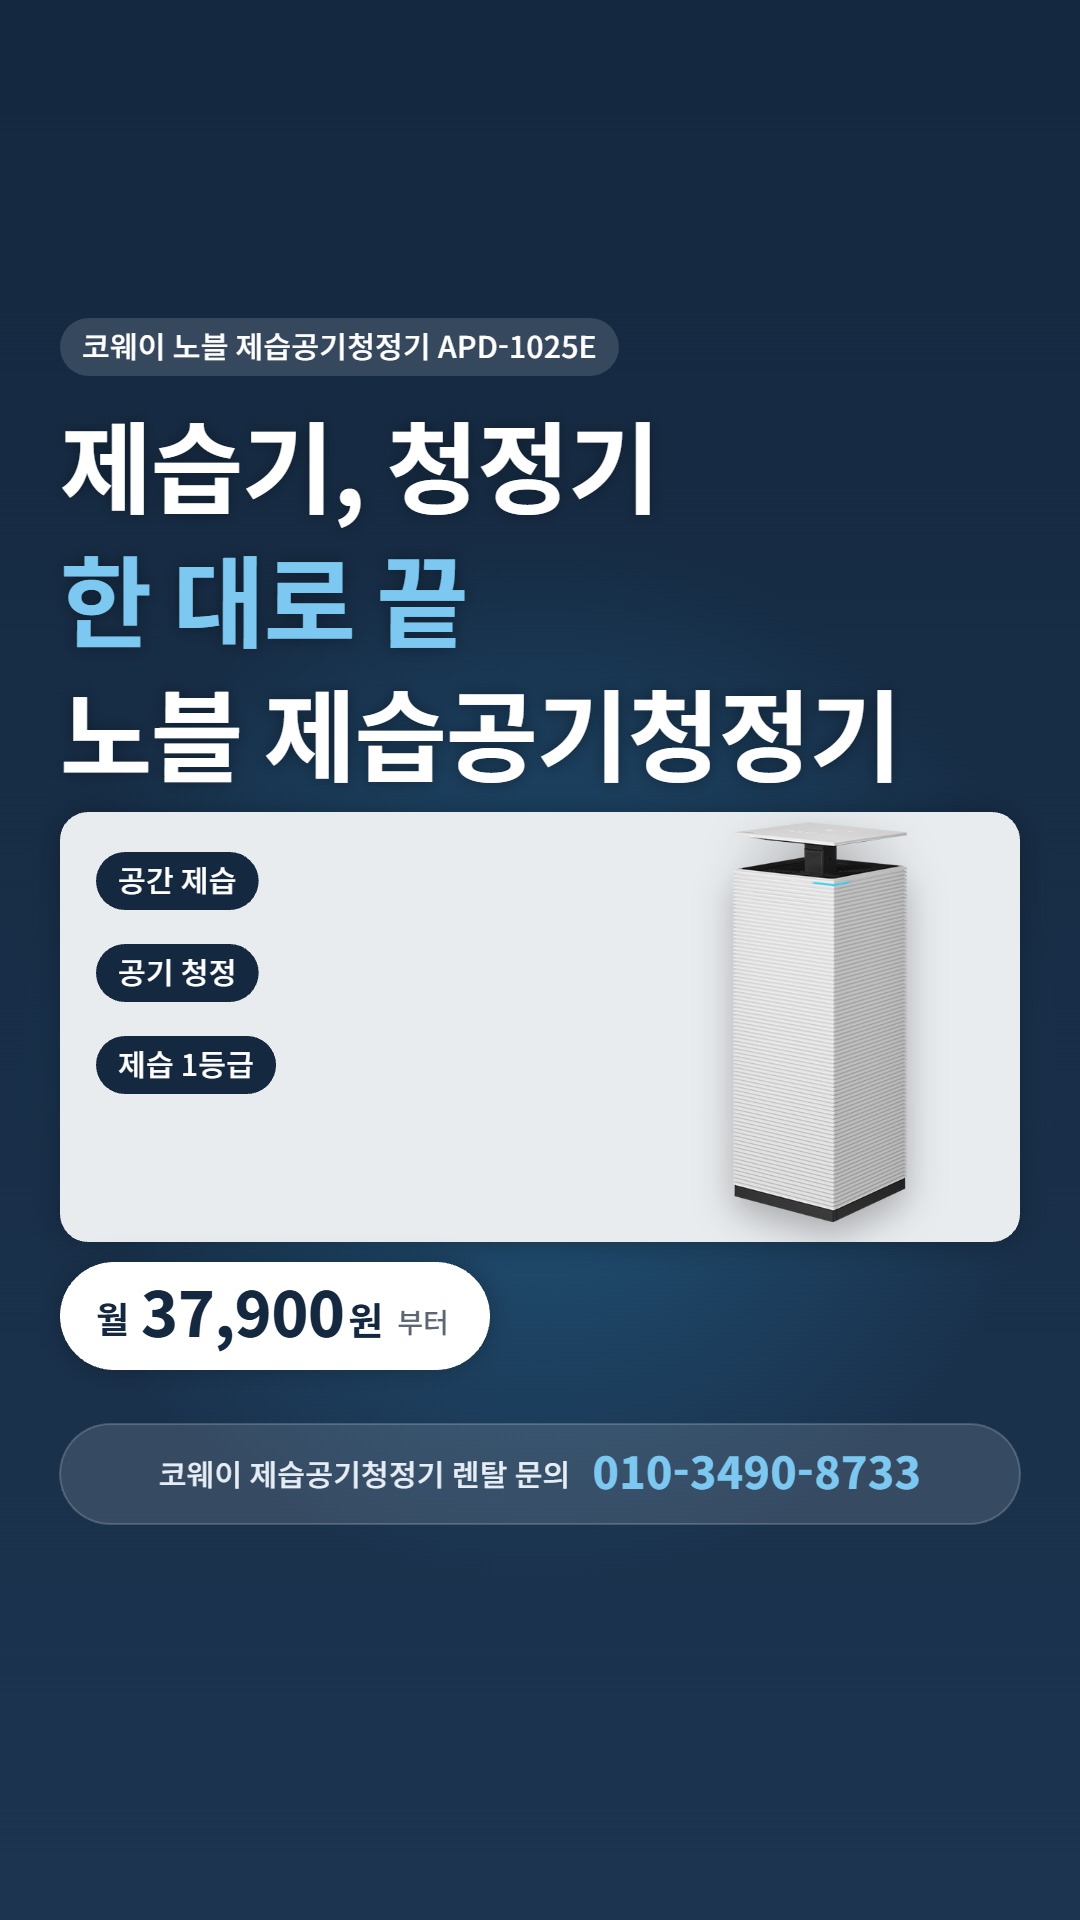 코웨이 노블 제습공기청정기 APD-1025E
제습기, 청정기
한 대로 끝
노블 제습공기청정기
공간 제습
공기 청정
제습 1등급
월 37,900원 부터
코웨이 제습공기청정기 렌탈 문의 010-3490-8733